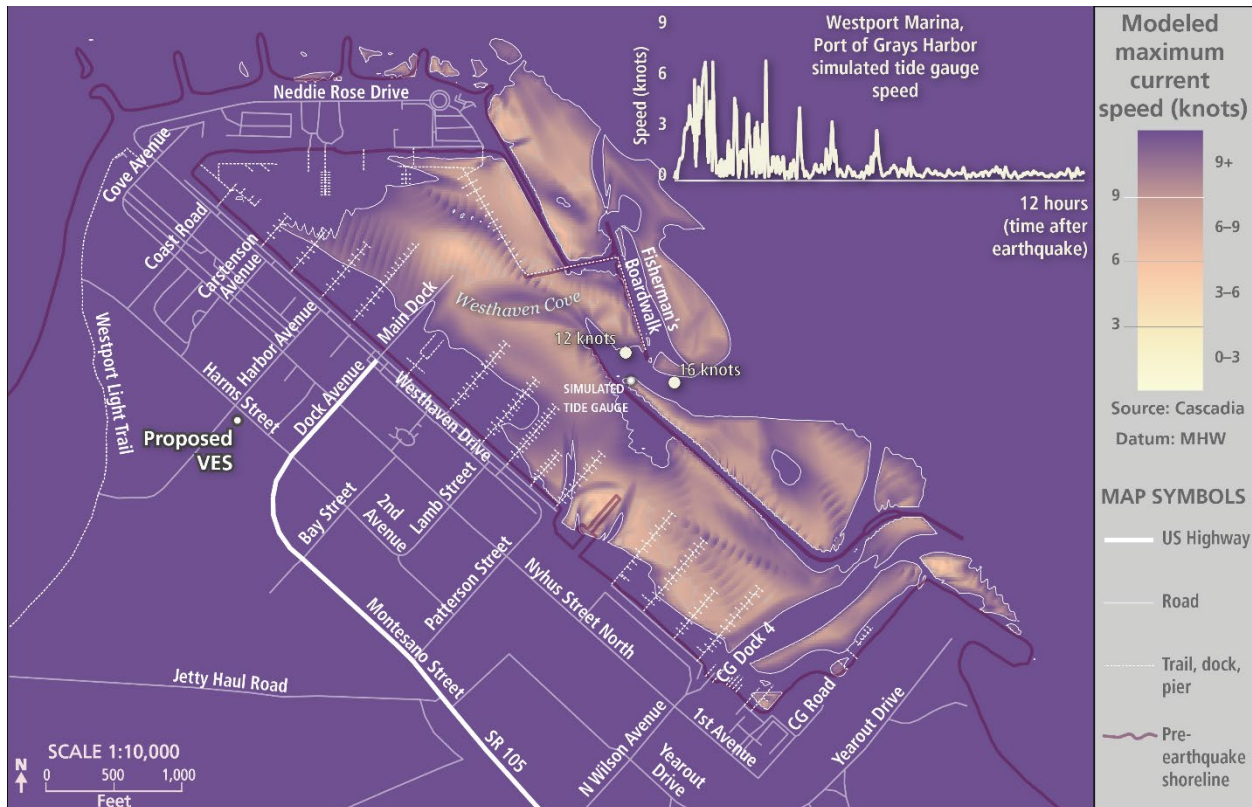 9
6
3
0
Speed (knots)
Westport Marina,
Port of Grays Harbor
simulated tide gauge
speed
12 hours
(time after
earthquake)
Neddie Rose Drive
Cove Avenue
Coast Road
Carstenson
Avenue
Harbor Avenue
Main Dock
Westhaven Cove
Fisherman's
Boardwalk
12 knots
16 knots
SIMULATED
TIDE GAUGE
Westport Light Trail
Harms Street
Dock Avenue
Westhaven Drive
Proposed
VES
Bay Street
2nd
Avenue
Lamb Street
Patterson Street
Nyhus Street North
Montesano Street
Jetty Haul Road
SR 105
N Wilson Avenue
CG Dock 4
1st Avenue
CG Road
Yearout
Drive
Yearout Drive
SCALE 1:10,000
N
0 500 1,000
Feet
Modeled
maximum
current
speed (knots)
9+
9
6–9
6
3–6
3
0–3
Source: Cascadia
Datum: MHW
MAP SYMBOLS
US Highway
Road
Trail, dock,
pier
Pre-
earthquake
shoreline